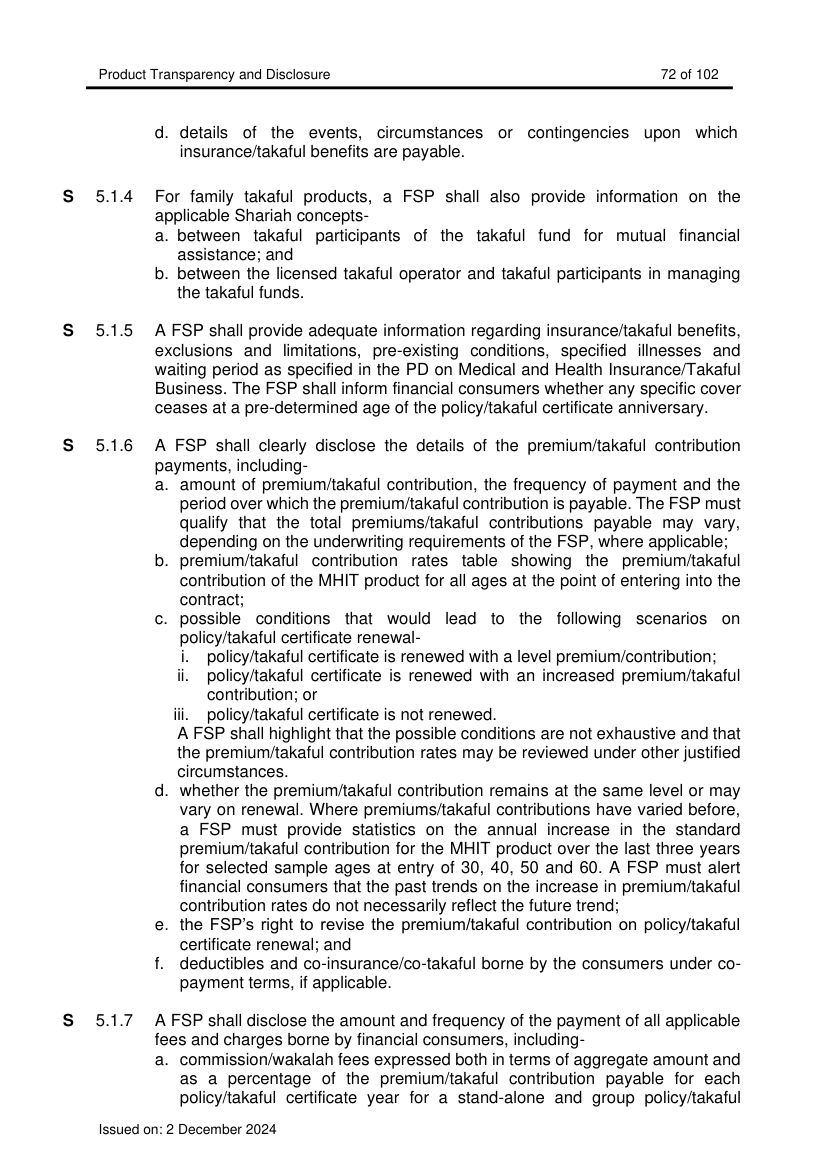 Product Transparency and Disclosure 72 of 102
d. details of the events, circumstances or contingencies upon which
insurance/takaful benefits are payable.
S 5.1.4 For family takaful products, a FSP shall also provide information on the
applicable Shariah concepts-
a. between takaful participants of the takaful fund for mutual financial
assistance; and
b. between the licensed takaful operator and takaful participants in managing
the takaful funds.
S 5.1.5 A FSP shall provide adequate information regarding insurance/takaful benefits,
exclusions and limitations, pre-existing conditions, specified illnesses and
waiting period as specified in the PD on Medical and Health Insurance/Takaful
Business. The FSP shall inform financial consumers whether any specific cover
ceases at a pre-determined age of the policy/takaful certificate anniversary.
S 5.1.6 A FSP shall clearly disclose the details of the premium/takaful contribution
payments, including-
a. amount of premium/takaful contribution, the frequency of payment and the
period over which the premium/takaful contribution is payable. The FSP must
qualify that the total premiums/takaful contributions payable may vary,
depending on the underwriting requirements of the FSP, where applicable;
b. premium/takaful contribution rates table showing the premium/takaful
contribution of the MHIT product for all ages at the point of entering into the
contract;
c. possible conditions that would lead to the following scenarios on
policy/takaful certificate renewal-
i. policy/takaful certificate is renewed with a level premium/contribution;
ii. policy/takaful certificate is renewed with an increased premium/takaful
contribution; or
iii. policy/takaful certificate is not renewed.
A FSP shall highlight that the possible conditions are not exhaustive and that
the premium/takaful contribution rates may be reviewed under other justified
circumstances.
d. whether the premium/takaful contribution remains at the same level or may
vary on renewal. Where premiums/takaful contributions have varied before,
a FSP must provide statistics on the annual increase in the standard
premium/takaful contribution for the MHIT product over the last three years
for selected sample ages at entry of 30, 40, 50 and 60. A FSP must alert
financial consumers that the past trends on the increase in premium/takaful
contribution rates do not necessarily reflect the future trend;
e. the FSP's right to revise the premium/takaful contribution on policy/takaful
certificate renewal; and
f. deductibles and co-insurance/co-takaful borne by the consumers under co-
payment terms, if applicable.
S 5.1.7 A FSP shall disclose the amount and frequency of the payment of all applicable
fees and charges borne by financial consumers, including-
a. commission/wakalah fees expressed both in terms of aggregate amount and
as a percentage of the premium/takaful contribution payable for each
policy/takaful certificate year for a stand-alone and group policy/takaful
Issued on: 2 December 2024